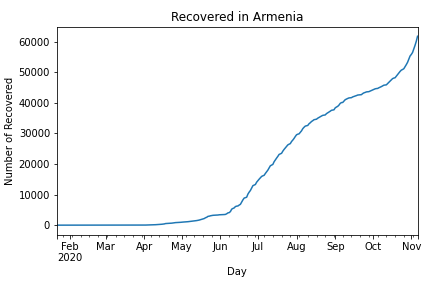 Recovered in Armenia
Number of Recovered
60000
50000
40000
30000
20000
10000
0
Feb Mar Apr May Jun Jul Aug Sep Oct Nov
2020
Day